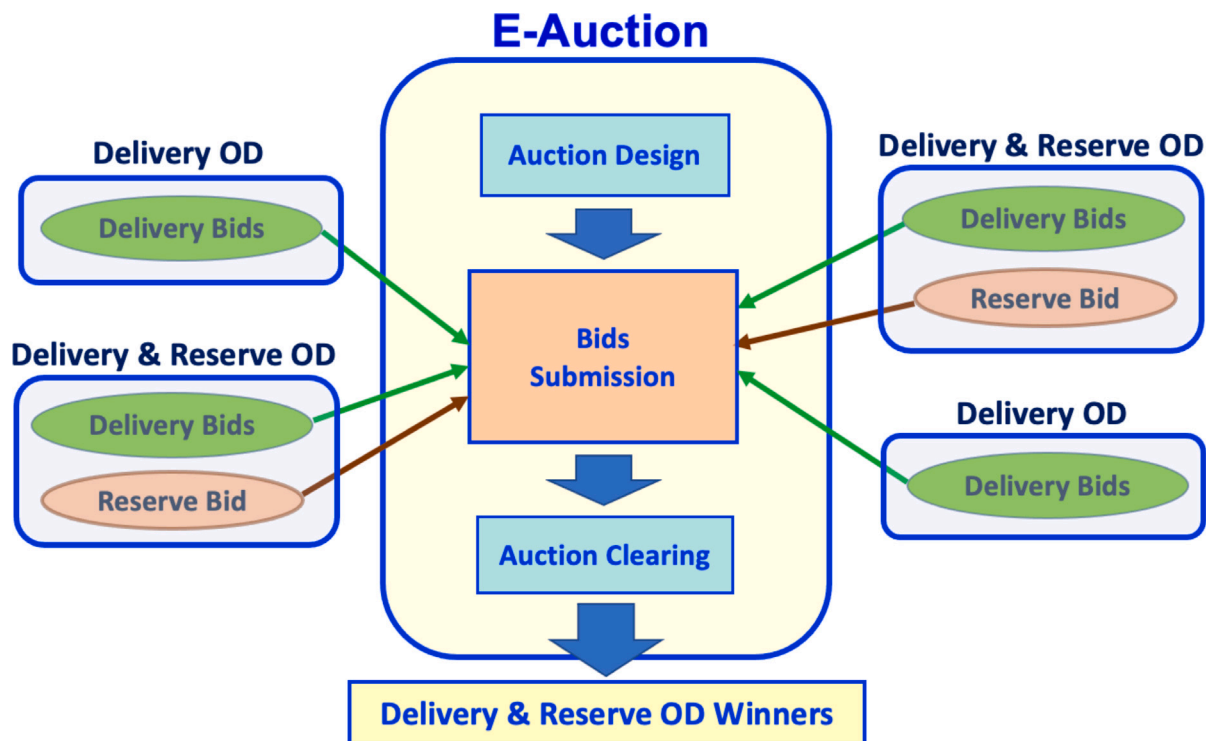 E-Auction
Delivery OD
Delivery Bids
Delivery & Reserve OD
Delivery Bids
Reserve Bid
Auction Design
Bids
Submission
Auction Clearing
Delivery & Reserve OD
Delivery Bids
Reserve Bid
Delivery OD
Delivery Bids
Delivery & Reserve OD Winners